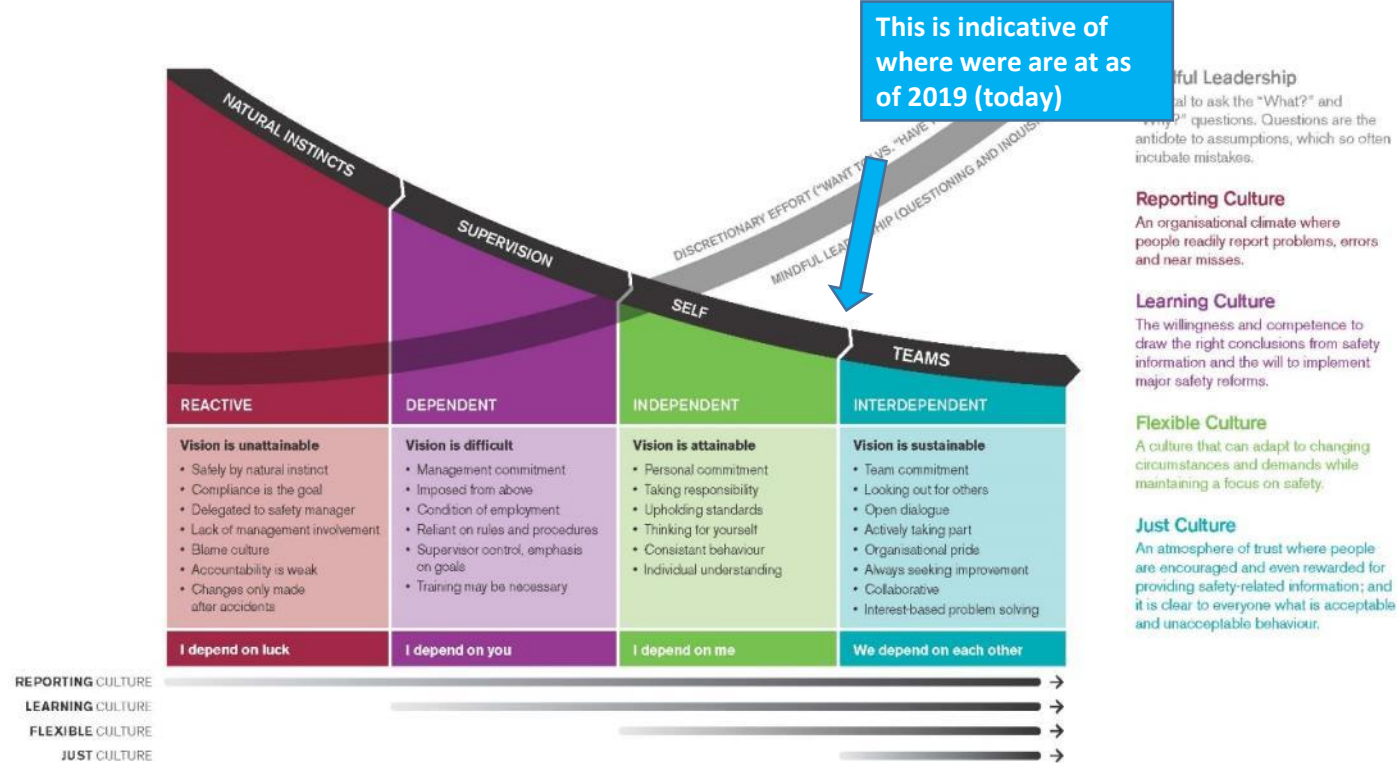 This is indicative of
where were are at as
of 2019 (today)
NATURAL INSTINCTS
SUPERVISION
SELF
TEAMS
DISCRETIONARY EFFORT ("WANT TO" VS. "HAVE
MINDFUL LEADERSHIP (QUESTIONING AND
Leadership
to ask the "What?" and
"Why?" questions. Questions are the
antidote to assumptions, which so often
incubate mistakes.
Reporting Culture
An organisational climate where
people readily report problems, errors
and near misses.
Learning Culture
The willingness and competence to
draw the right conclusions from safety
information and the will to implement
major safety reforms.
Flexible Culture
A culture that can adapt to changing
circumstances and demands while
maintaining a focus on safety.
Just Culture
An atmosphere of trust where people
are encouraged and even rewarded for
providing safety-related information; and
it is clear to everyone what is acceptable
and unacceptable behaviour.
REACTIVE
Vision is unattainable
• Safely by natural instinct
• Compliance is the goal
• Delegated to safety manager
• Lack of management involvement
• Blame culture
• Accountability is weak
• Changes only made
after accidents
I depend on luck
DEPENDENT
Vision is difficult
• Management commitment
• Imposed from above
• Condition of employment
• Reliant on rules and procedures
• Supervisor control, emphasis
on goals
• Training may be necessary
I depend on you
INDEPENDENT
Vision is attainable
• Personal commitment
• Taking responsibility
• Upholding standards
• Thinking for yourself
• Consistant behaviour
• Individual understanding
I depend on me
INTERDEPENDENT
Vision is sustainable
• Team commitment
• Looking out for others
• Open dialogue
• Actively taking part
• Organisational pride
• Always seeking improvement
• Collaborative
• Interest-based problem solving
We depend on each other
REPORTING CULTURE
LEARNING CULTURE
FLEXIBLE CULTURE
JUST CULTURE